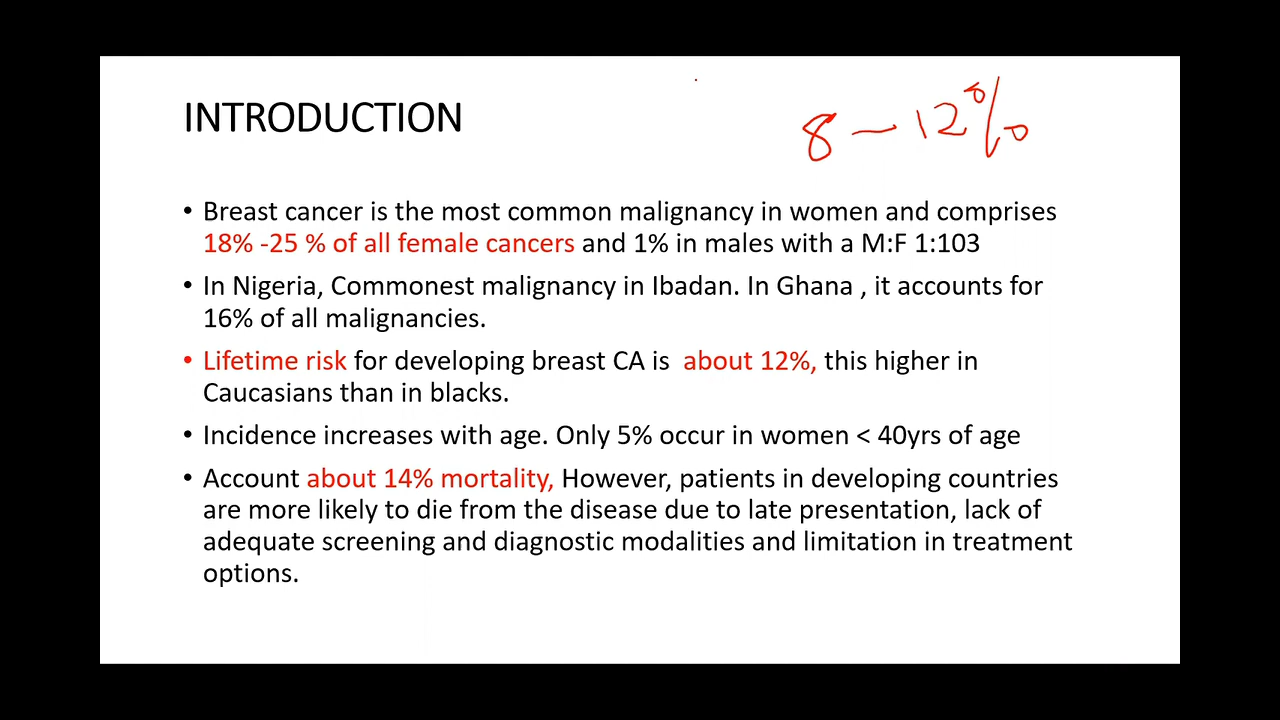 INTRODUCTION
8 - 12%
• Breast cancer is the most common malignancy in women and comprises
18% -25 % of all female cancers and 1% in males with a M:F 1:103
• In Nigeria, Commonest malignancy in Ibadan. In Ghana , it accounts for
16% of all malignancies.
• Lifetime risk for developing breast CA is  about 12%, this higher in
Caucasians than in blacks.
• Incidence increases with age. Only 5% occur in women < 40yrs of age
• Account about 14% mortality, However, patients in developing countries
are more likely to die from the disease due to late presentation, lack of
adequate screening and diagnostic modalities and limitation in treatment
options.